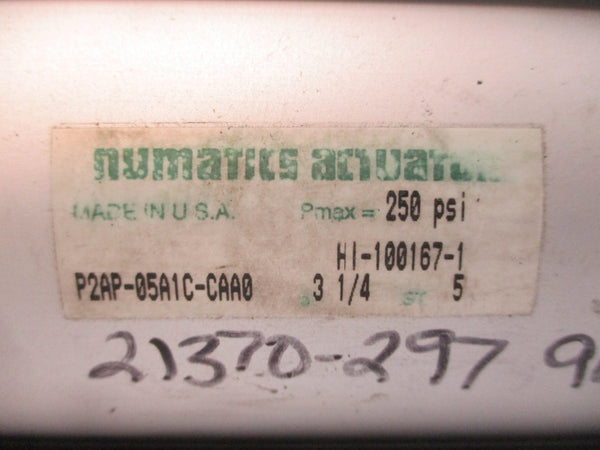 numatics actuator
MADE IN U.S.A. Pmax = 250 psi
HI-100167-1
P2AP-05A1C-CAA0 3 1/4 ST 5
21370-297